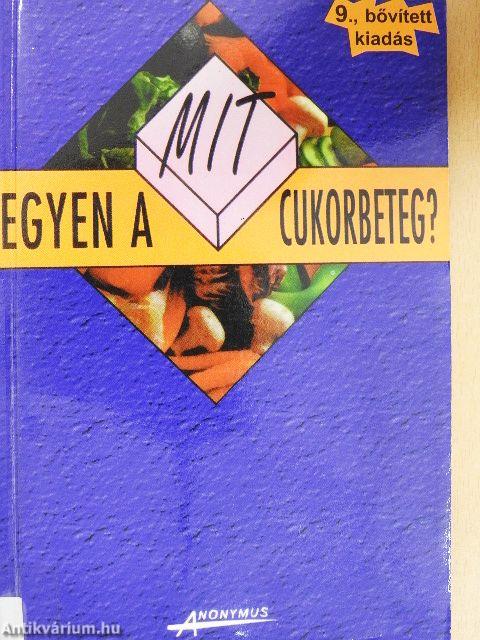 9., bővített
kiadás
MIT
EGYEN A CUKORBETEG?
ANONYMUS
Antikvárium.hu